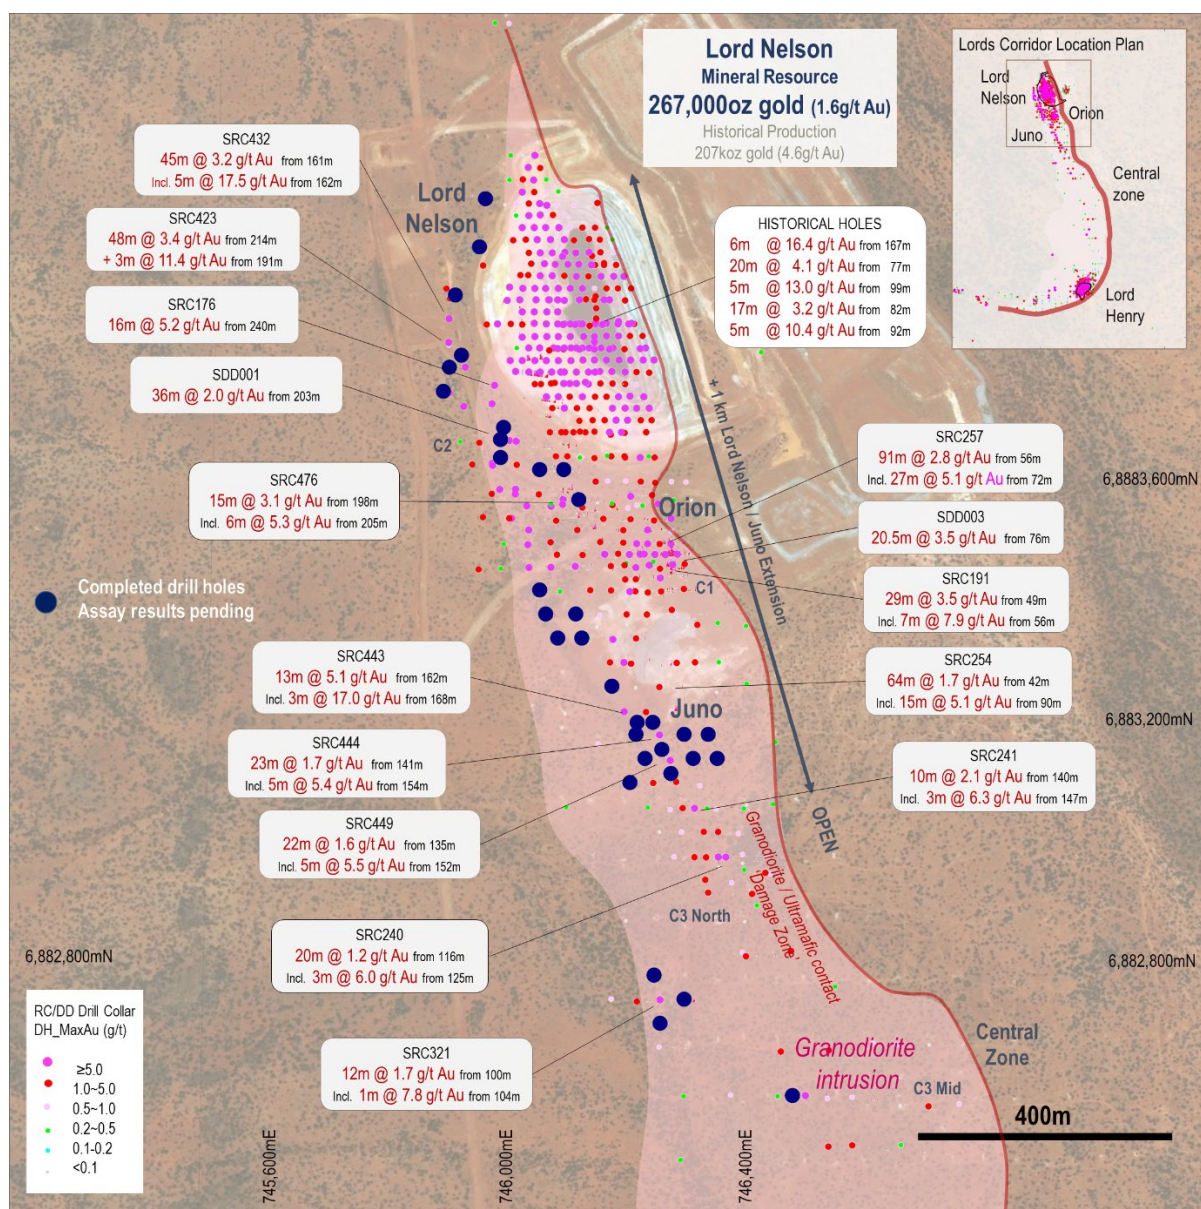 Lord Nelson
Mineral Resource
267,000oz gold (1.6g/t Au)
Historical Production
207koz gold (4.6g/t Au)
Lords Corridor Location Plan
Lord
Nelson
Orion
Juno
Central
zone
Lord
Henry
SRC432
45m @ 3.2 g/t Au from 161m
Incl. 5m @ 17.5 g/t Au from 162m
SRC423
48m @ 3.4 g/t Au from 214m
+ 3m @ 11.4 g/t Au from 191m
SRC176
16m @ 5.2 g/t Au from 240m
SDD001
36m @ 2.0 g/t Au from 203m
SRC476
15m @ 3.1 g/t Au from 198m
Incl. 6m @ 5.3 g/t Au from 205m
Lord
Nelson
HISTORICAL HOLES
6m @ 16.4 g/t Au from 167m
20m @ 4.1 g/t Au from 77m
5m @ 13.0 g/t Au from 99m
17m @ 3.2 g/t Au from 82m
5m @ 10.4 g/t Au from 92m
+1 km Lord Nelson / Juno Extension
OPEN
C2
Orion
C1
SRC257
91m @ 2.8 g/t Au from 56m
Incl. 27m @ 5.1 g/t Au from 72m
6,8883,600mN
SDD003
20.5m @ 3.5 g/t Au from 76m
SRC191
29m @ 3.5 g/t Au from 49m
Incl. 7m @ 7.9 g/t Au from 56m
Completed drill holes
Assay results pending
SRC443
13m @ 5.1 g/t Au from 162m
Incl. 3m @ 17.0 g/t Au from 168m
SRC254
64m @ 1.7 g/t Au from 42m
Incl. 15m @ 5.1 g/t Au from 90m
Juno
6,883,200mN
SRC444
23m @ 1.7 g/t Au from 141m
Incl. 5m @ 5.4 g/t Au from 154m
SRC241
10m @ 2.1 g/t Au from 140m
Incl. 3m @ 6.3 g/t Au from 147m
SRC449
22m @ 1.6 g/t Au from 135m
Incl. 5m @ 5.5 g/t Au from 152m
Granodiorite / Ultramafic contact
'Damage Zone'
C3 North
SRC240
20m @ 1.2 g/t Au from 116m
Incl. 3m @ 6.0 g/t Au from 125m
6,882,800mN
6,882,800mN
RC/DD Drill Collar
DH_MaxAu (g/t)
≥5.0
1.0~5.0
0.5~1.0
0.2~0.5
0.1-0.2
<0.1
SRC321
12m @ 1.7 g/t Au from 100m
Incl. 1m @ 7.8 g/t Au from 104m
Granodiorite
intrusion
Central
Zone
C3 Mid
400m
745,600mE
746,000mE
746,400mE